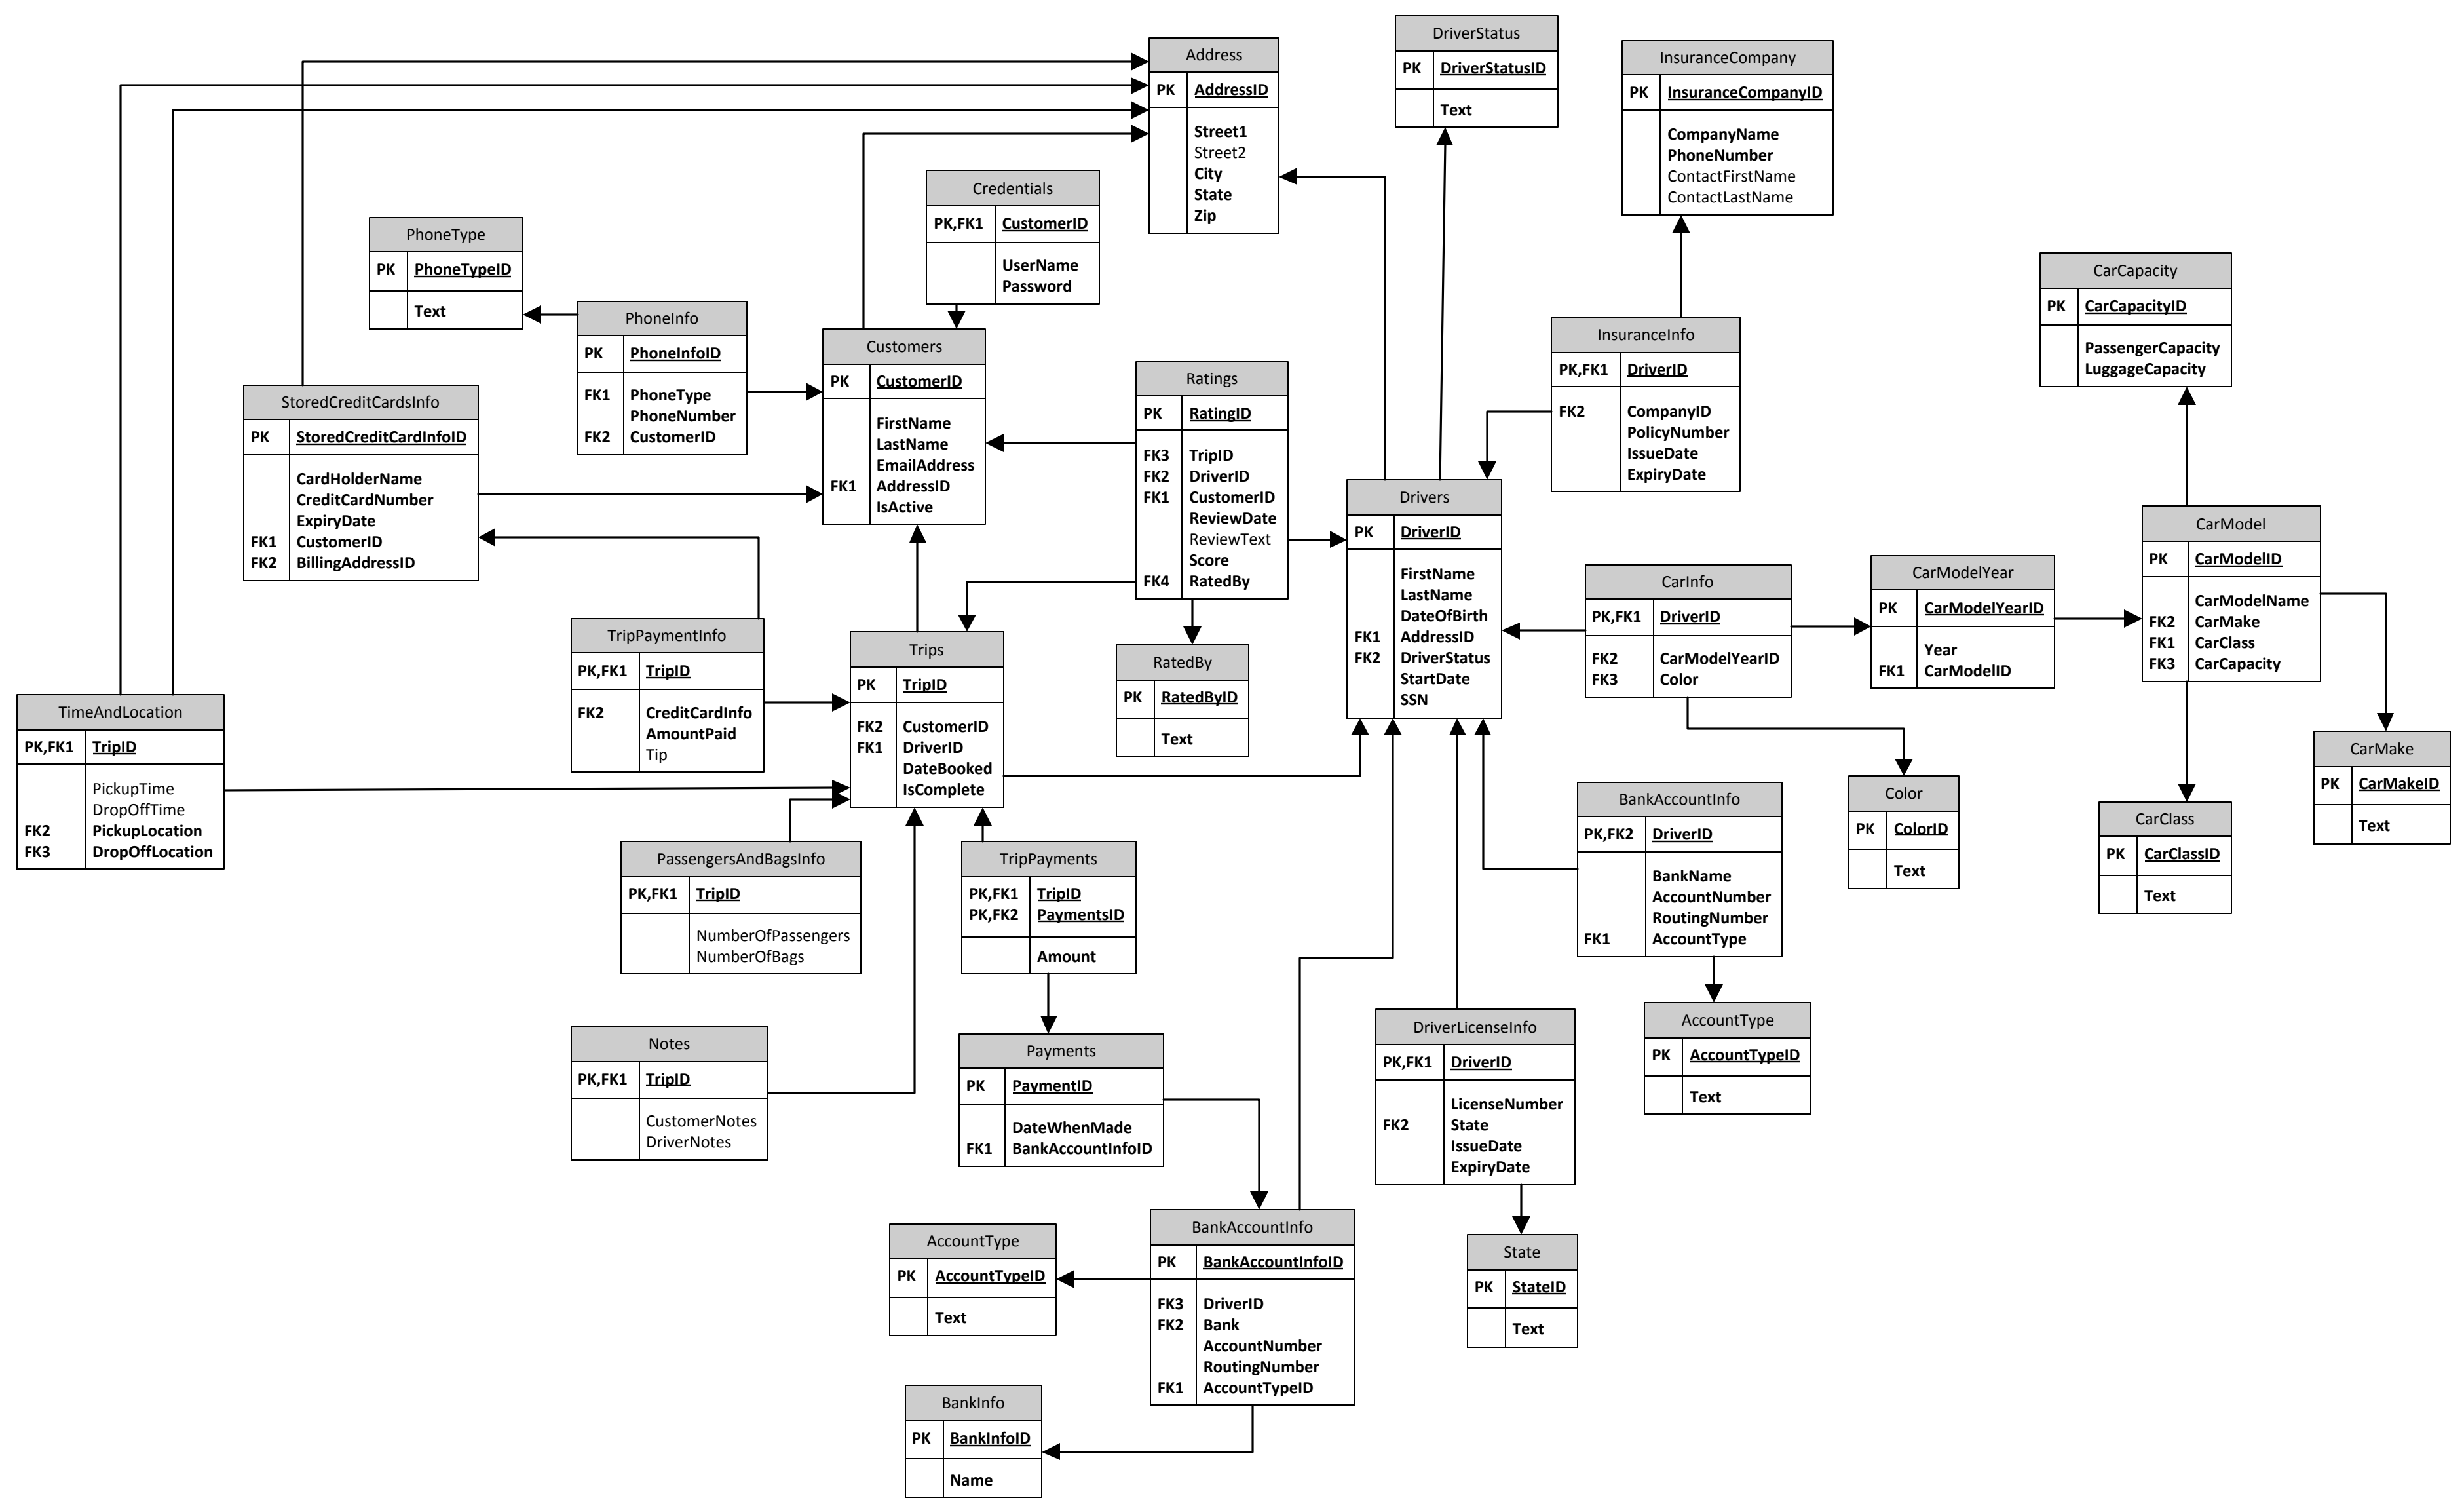 Address
PK AddressID
Street1
Street2
City
State
Zip
DriverStatus
PK DriverStatusID
Text
InsuranceCompany
PK InsuranceCompanyID
CompanyName
PhoneNumber
ContactFirstName
ContactLastName
Credentials
PK,FK1 CustomerID
UserName
Password
PhoneType
PK PhoneTypeID
Text
PhoneInfo
PK PhoneInfoID
FK1 PhoneType
PhoneNumber
FK2 CustomerID
Customers
PK CustomerID
FirstName
LastName
EmailAddress
FK1 AddressID
IsActive
Ratings
PK RatingID
FK3 TripID
FK2 DriverID
FK1 CustomerID
ReviewDate
ReviewText
Score
FK4 RatedBy
InsuranceInfo
PK,FK1 DriverID
FK2 CompanyID
PolicyNumber
IssueDate
ExpiryDate
CarCapacity
PK CarCapacityID
PassengerCapacity
LuggageCapacity
StoredCreditCardsInfo
PK StoredCreditCardInfoID
CardHolderName
CreditCardNumber
ExpiryDate
FK1 CustomerID
FK2 BillingAddressID
Drivers
PK DriverID
FirstName
LastName
DateOfBirth
FK1 AddressID
FK2 DriverStatus
StartDate
SSN
CarInfo
PK,FK1 DriverID
FK2 CarModelYearID
FK3 Color
CarModelYear
PK CarModelYearID
Year
FK1 CarModelID
CarModel
PK CarModelID
CarModelName
FK2 CarMake
FK1 CarClass
FK3 CarCapacity
TripPaymentInfo
PK,FK1 TripID
FK2 CreditCardInfo
AmountPaid
Tip
Trips
PK TripID
FK2 CustomerID
FK1 DriverID
DateBooked
IsComplete
RatedBy
PK RatedByID
Text
TimeAndLocation
PK,FK1 TripID
PickupTime
DropOffTime
FK2 PickupLocation
FK3 DropOffLocation
CarMake
PK CarMakeID
Text
Color
PK ColorID
Text
CarClass
PK CarClassID
Text
BankAccountInfo
PK,FK2 DriverID
BankName
AccountNumber
RoutingNumber
FK1 AccountType
PassengersAndBagsInfo
PK,FK1 TripID
NumberOfPassengers
NumberOfBags
TripPayments
PK,FK1 TripID
PK,FK2 PaymentsID
Amount
Notes
PK,FK1 TripID
CustomerNotes
DriverNotes
Payments
PK PaymentID
DateWhenMade
FK1 BankAccountInfoID
DriverLicenseInfo
PK,FK1 DriverID
LicenseNumber
FK2 State
IssueDate
ExpiryDate
AccountType
PK AccountTypeID
Text
AccountType
PK AccountTypeID
Text
BankAccountInfo
PK BankAccountInfoID
FK3 DriverID
FK2 Bank
AccountNumber
RoutingNumber
FK1 AccountTypeID
State
PK StateID
Text
BankInfo
PK BankInfoID
Name